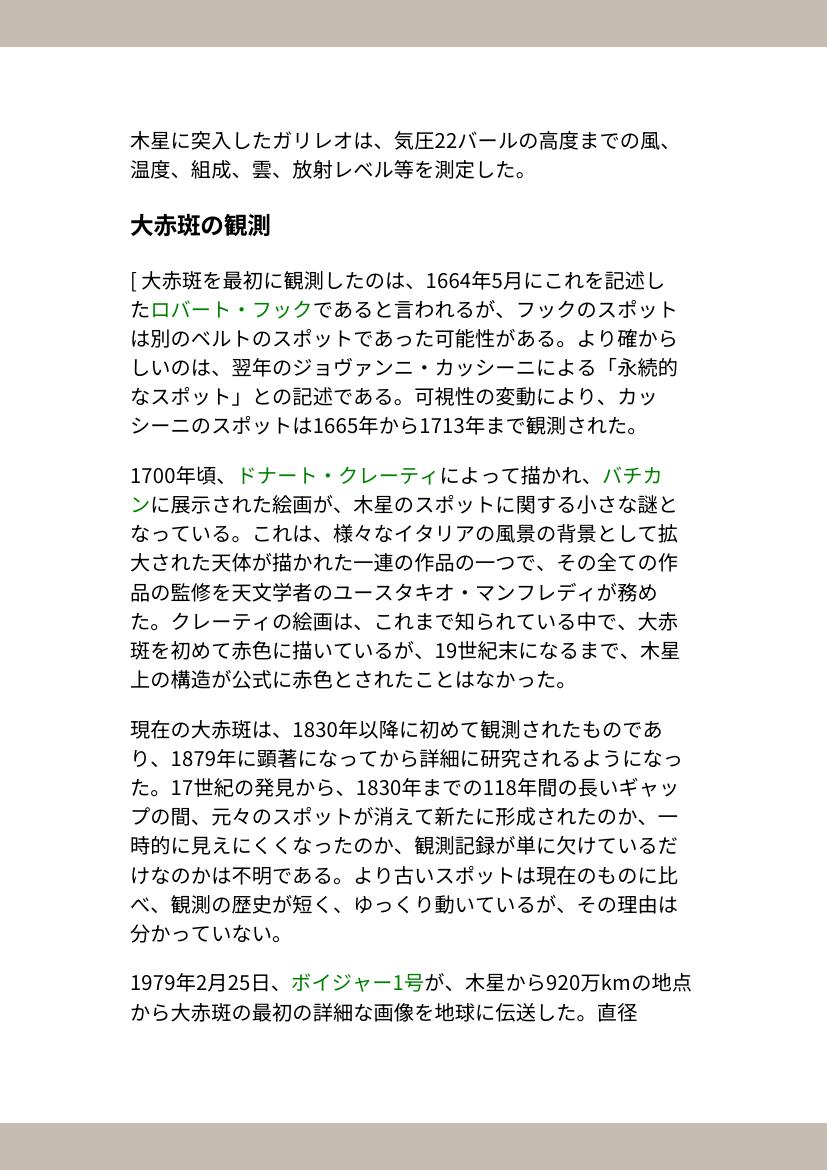 木星に突入したガリレオは、気圧22バールの高度までの風、
温度、組成、雲、放射レベル等を測定した。
大赤斑の観測
[ 大赤斑を最初に観測したのは、1664年5月にこれを記述し
たロバート・フックであると言われるが、フックのスポット
は別のベルトのスポットであった可能性がある。より確から
しいのは、翌年のジョヴァンニ・カッシーニによる「永続的
なスポット」との記述である。可視性の変動により、カッ
シーニのスポットは1665年から1713年まで観測された。
1700年頃、ドナート・クレーティによって描かれ、バチカ
ンに展示された絵画が、木星のスポットに関する小さな謎と
なっている。これは、様々なイタリアの風景の背景として拡
大された天体が描かれた一連の作品の一つで、その全ての作
品の監修を天文学者のユースタキオ・マンフレディが務め
た。クレーティの絵画は、これまで知られている中で、大赤
斑を初めて赤色に描いているが、19世紀末になるまで、木星
上の構造が公式に赤色とされたことはなかった。
現在の大赤斑は、1830年以降に初めて観測されたものであ
り、1879年に顕著になってから詳細に研究されるようになっ
た。17世紀の発見から、1830年までの118年間の長いギャッ
プの間、元々のスポットが消えて新たに形成されたのか、一
時的に見えにくくなったのか、観測記録が単に欠けているだ
けなのかは不明である。より古いスポットは現在のものに比
べ、観測の歴史が短く、ゆっくり動いているが、その理由は
分かっていない。
1979年2月25日、ボイジャー1号が、木星から920万kmの地点
から大赤斑の最初の詳細な画像を地球に伝送した。直径